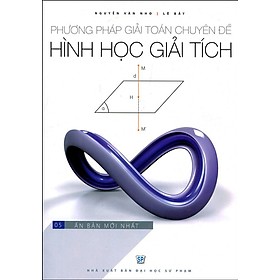 NGUYỄN VĂN NHO | LÊ BẢY
PHƯƠNG PHÁP GIẢI TOÁN CHUYÊN ĐỀ
HÌNH HỌC GIẢI TÍCH
M
d
H
α
M'
05
ẤN BẢN MỚI NHẤT
NHÀ XUẤT BẢN ĐẠI HỌC SƯ PHẠM